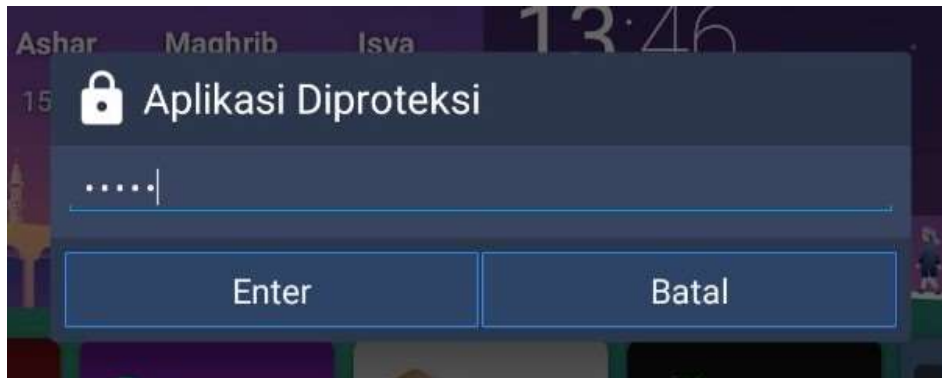 Ashar Maghrib Isya 13:46
15
Aplikasi Diproteksi
•••••
Enter Batal